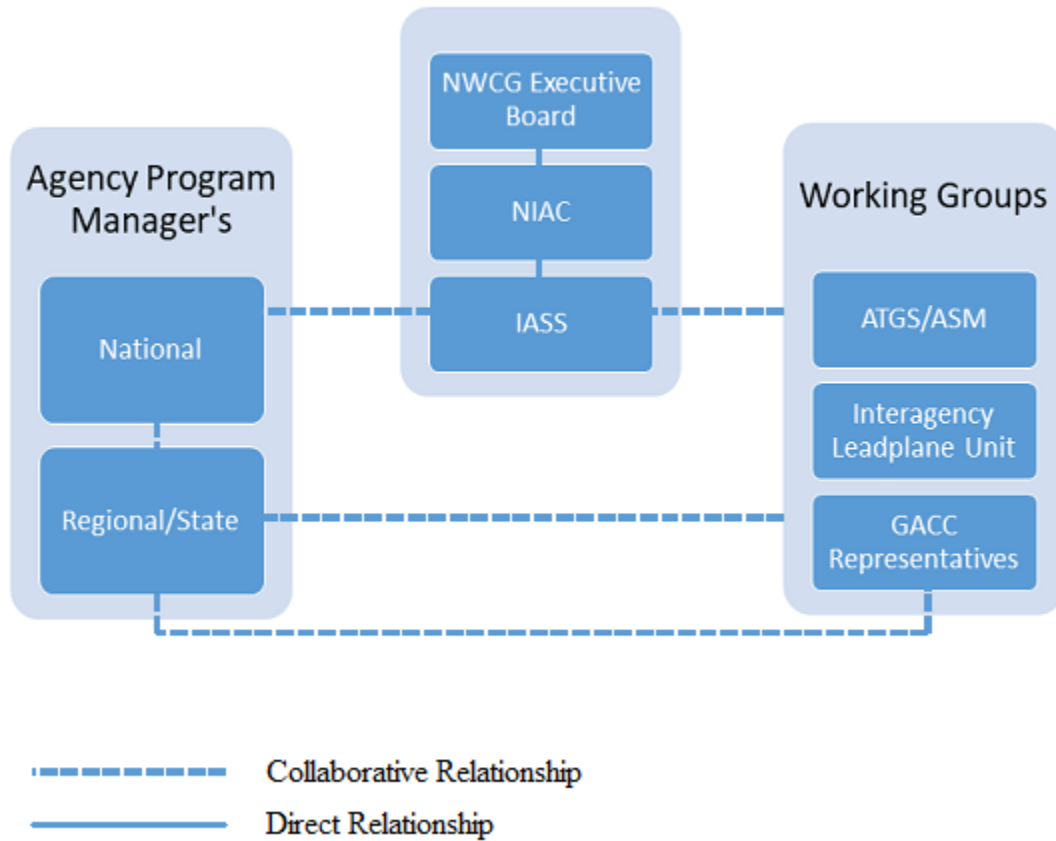 NWCG Executive
Board
NIAC
IASS
Agency Program
Manager's
National
Regional/State
Working Groups
ATGS/ASM
Interagency
Leadplane Unit
GACC
Representatives
Collaborative Relationship
Direct Relationship